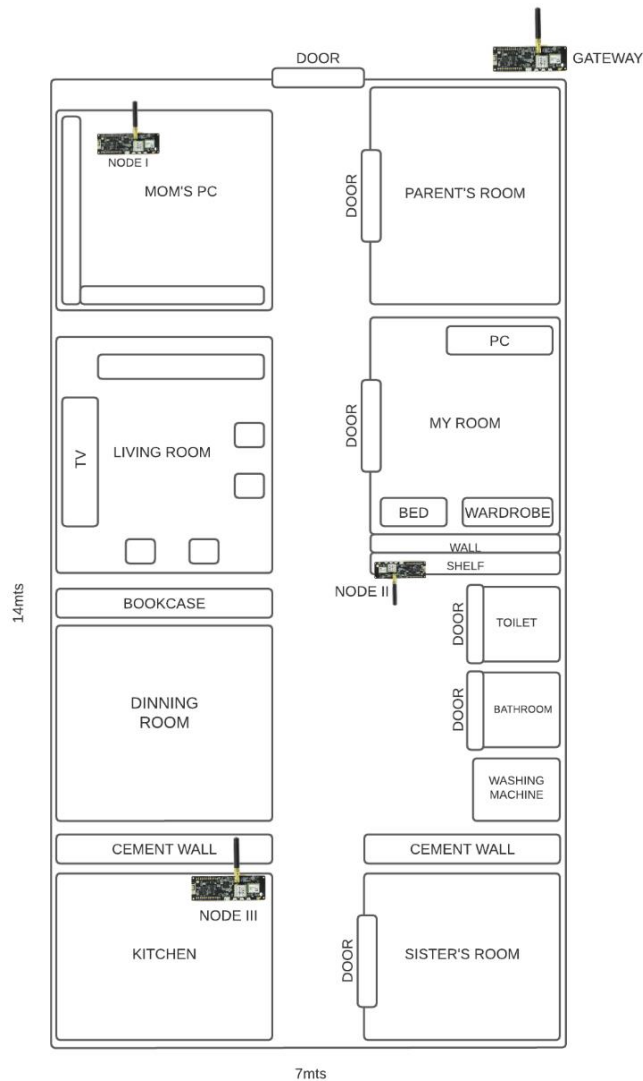 DOOR
GATEWAY
NODE I
MOM'S PC
DOOR
PARENT'S ROOM
PC
TV
LIVING ROOM
DOOR
MY ROOM
BED
WARDROBE
WALL
SHELF
NODE II
14mts
BOOKCASE
DOOR
TOILET
DINNING
ROOM
DOOR
BATHROOM
WASHING
MACHINE
CEMENT WALL
CEMENT WALL
NODE III
KITCHEN
DOOR
SISTER'S ROOM
7mts